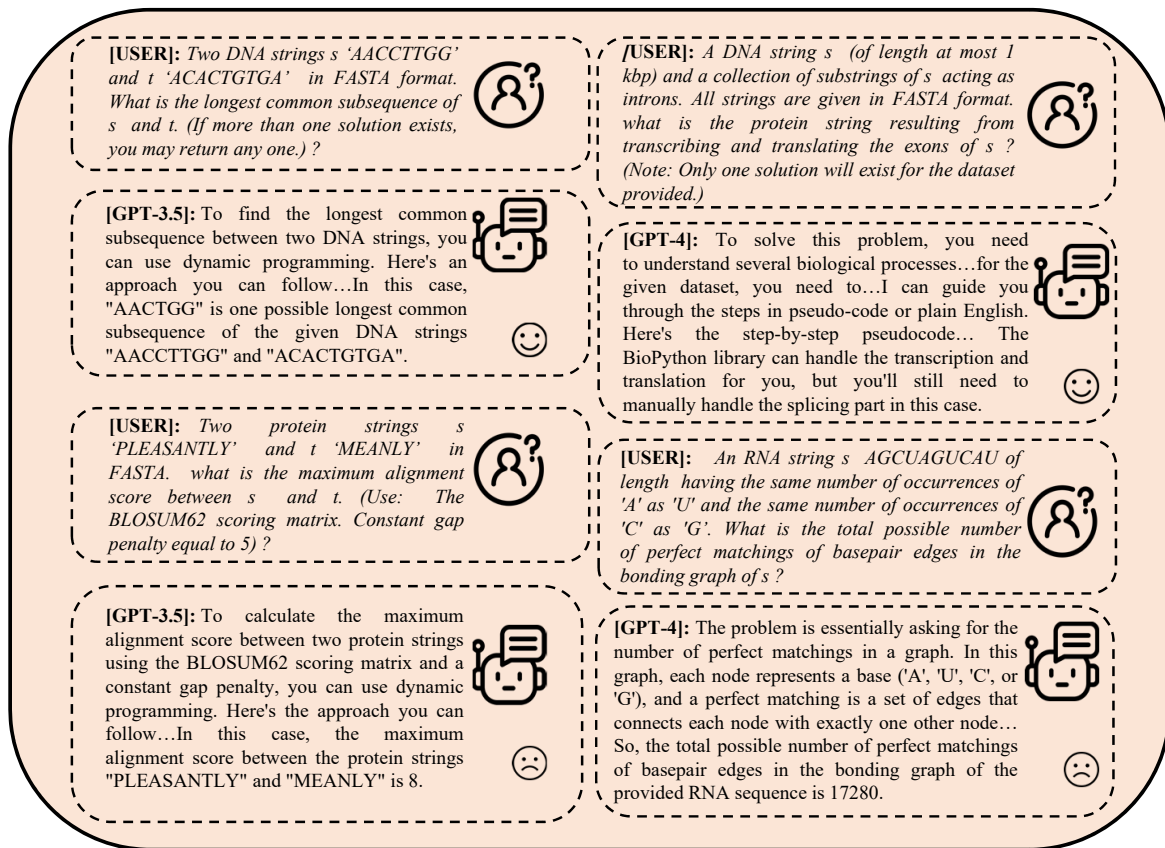 [USER]: Two DNA strings s ‘AACCTTGG’
and t ‘ACACTGTGA’ in FASTA format.
What is the longest common subsequence of
s and t. (If more than one solution exists,
you may return any one.) ?
[GPT-3.5]: To find the longest common
subsequence between two DNA strings, you
can use dynamic programming. Here's an
approach you can follow…In this case,
"AACTGG" is one possible longest common
subsequence of the given DNA strings
"AACCTTGG" and "ACACTGTGA".
[USER]: Two protein strings s
‘PLEASANTLY’ and t ‘MEANLY’ in
FASTA. what is the maximum alignment
score between s and t. (Use: The
BLOSUM62 scoring matrix. Constant gap
penalty equal to 5) ?
[GPT-3.5]: To calculate the maximum
alignment score between two protein strings
using the BLOSUM62 scoring matrix and a
constant gap penalty, you can use dynamic
programming. Here's the approach you can
follow…In this case, the maximum
alignment score between the protein strings
"PLEASANTLY" and "MEANLY" is 8.
[USER]: A DNA string s (of length at most 1
kbp) and a collection of substrings of s acting as
introns. All strings are given in FASTA format.
what is the protein string resulting from
transcribing and translating the exons of s ?
(Note: Only one solution will exist for the dataset
provided.)
[GPT-4]: To solve this problem, you need
to understand several biological processes…for the
given dataset, you need to…I can guide you
through the steps in pseudo-code or plain English.
Here's the step-by-step pseudocode… The
BioPython library can handle the transcription and
translation for you, but you'll still need to
manually handle the splicing part in this case.
[USER]: An RNA string s AGCUAGUCAU of
length having the same number of occurrences of
'A' as 'U' and the same number of occurrences of
'C' as 'G’. What is the total possible number
of perfect matchings of basepair edges in the
bonding graph of s ?
[GPT-4]: The problem is essentially asking for the
number of perfect matchings in a graph. In this
graph, each node represents a base ('A', 'U', 'C', or
'G'), and a perfect matching is a set of edges that
connects each node with exactly one other node…
So, the total possible number of perfect matchings
of basepair edges in the bonding graph of the
provided RNA sequence is 17280.